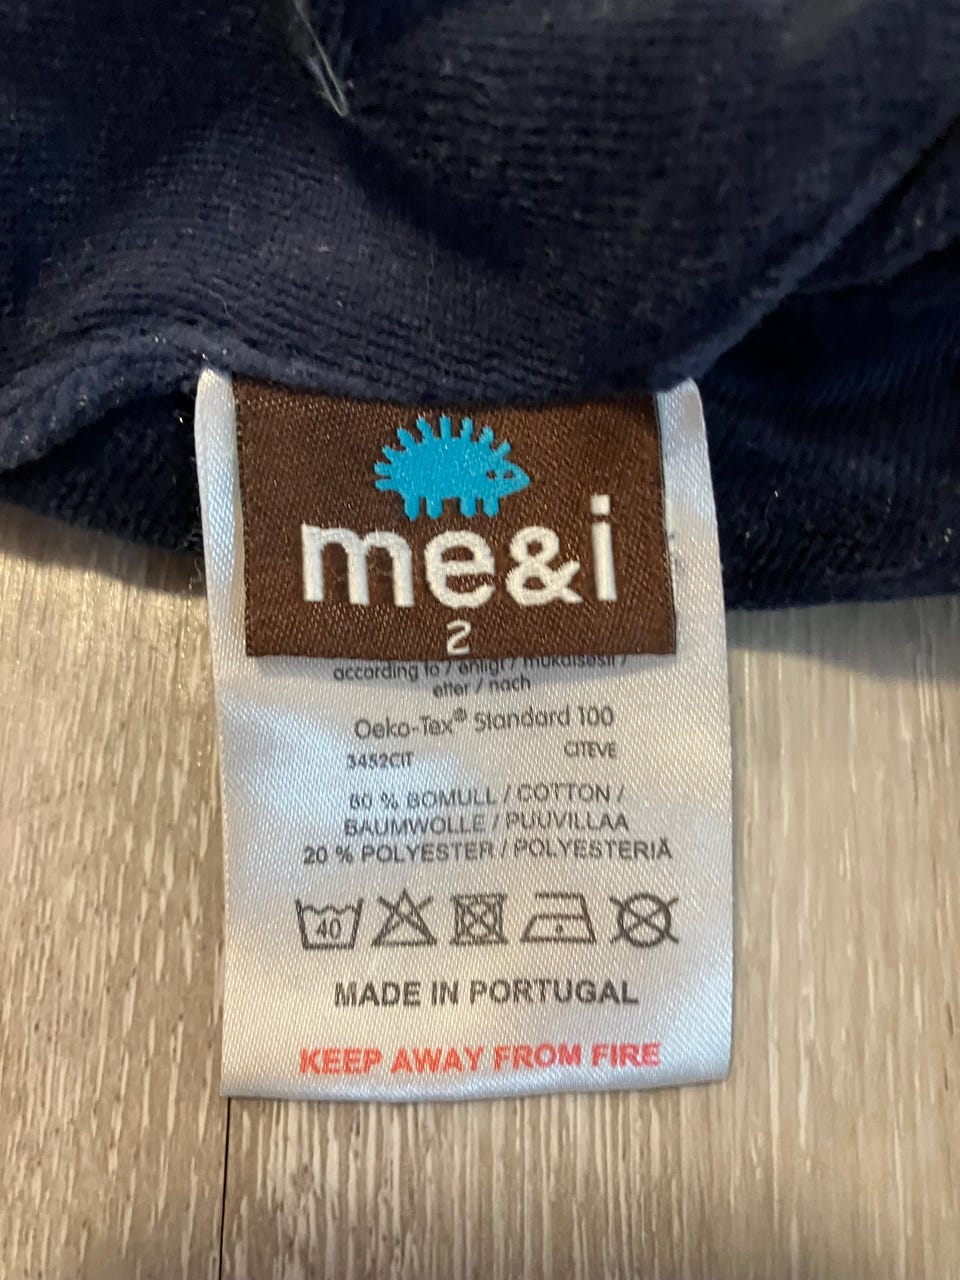 me&i
2
according to / enligt / mukaisesti /
etter / nach
Oeko-Tex® Standard 100
3452CIT CITEVE
80 % BOMULL / COTTON /
BAUMWOLLE / PUUVILLAA
20 % POLYESTER / POLYESTERIÄ
40
MADE IN PORTUGAL
KEEP AWAY FROM FIRE